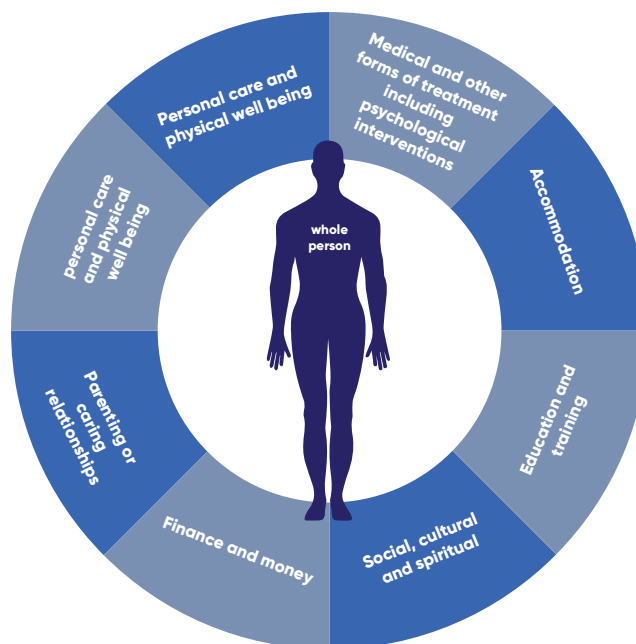 Medical and other
forms of treatment
including
psychological
interventions
Accommodation
Education and
training
Social, cultural
and spiritual
Finance and money
Parenting or
caring
relationships
personal care
and physical
well being
Personal care and
physical well being
whole
person